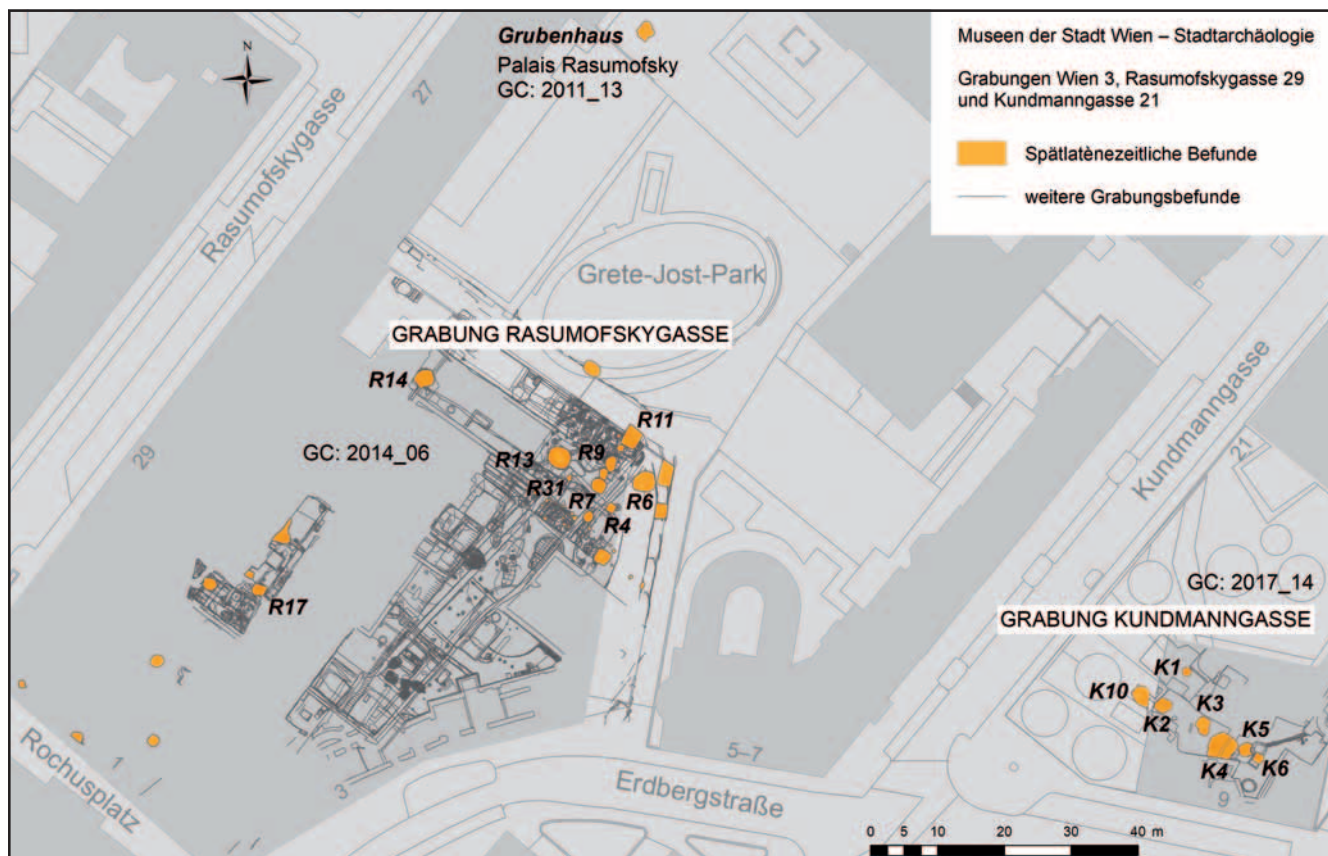 N
Grubenhaus
Palais Rasumofsky
GC: 2011_13
Museen der Stadt Wien – Stadtarchäologie
Grabungen Wien 3, Rasumofskygasse 29
und Kundmanngasse 21
Spätlatènezeitliche Befunde
weitere Grabungsbefunde
27
Rasumofskygasse
Grete-Jost-Park
GRABUNG RASUMOFSKYGASSE
R14
R11
29
GC: 2014_06
R13
R9
R31
R7
R6
R4
R17
Kundmanngasse
21
GC: 2017_14
GRABUNG KUNDMANNGASSE
K1
K10
K3
K2
K5
K4
K6
Rochusplatz
1
3
5–7
Erdbergstraße
9
0 5 10 20 30 40 m